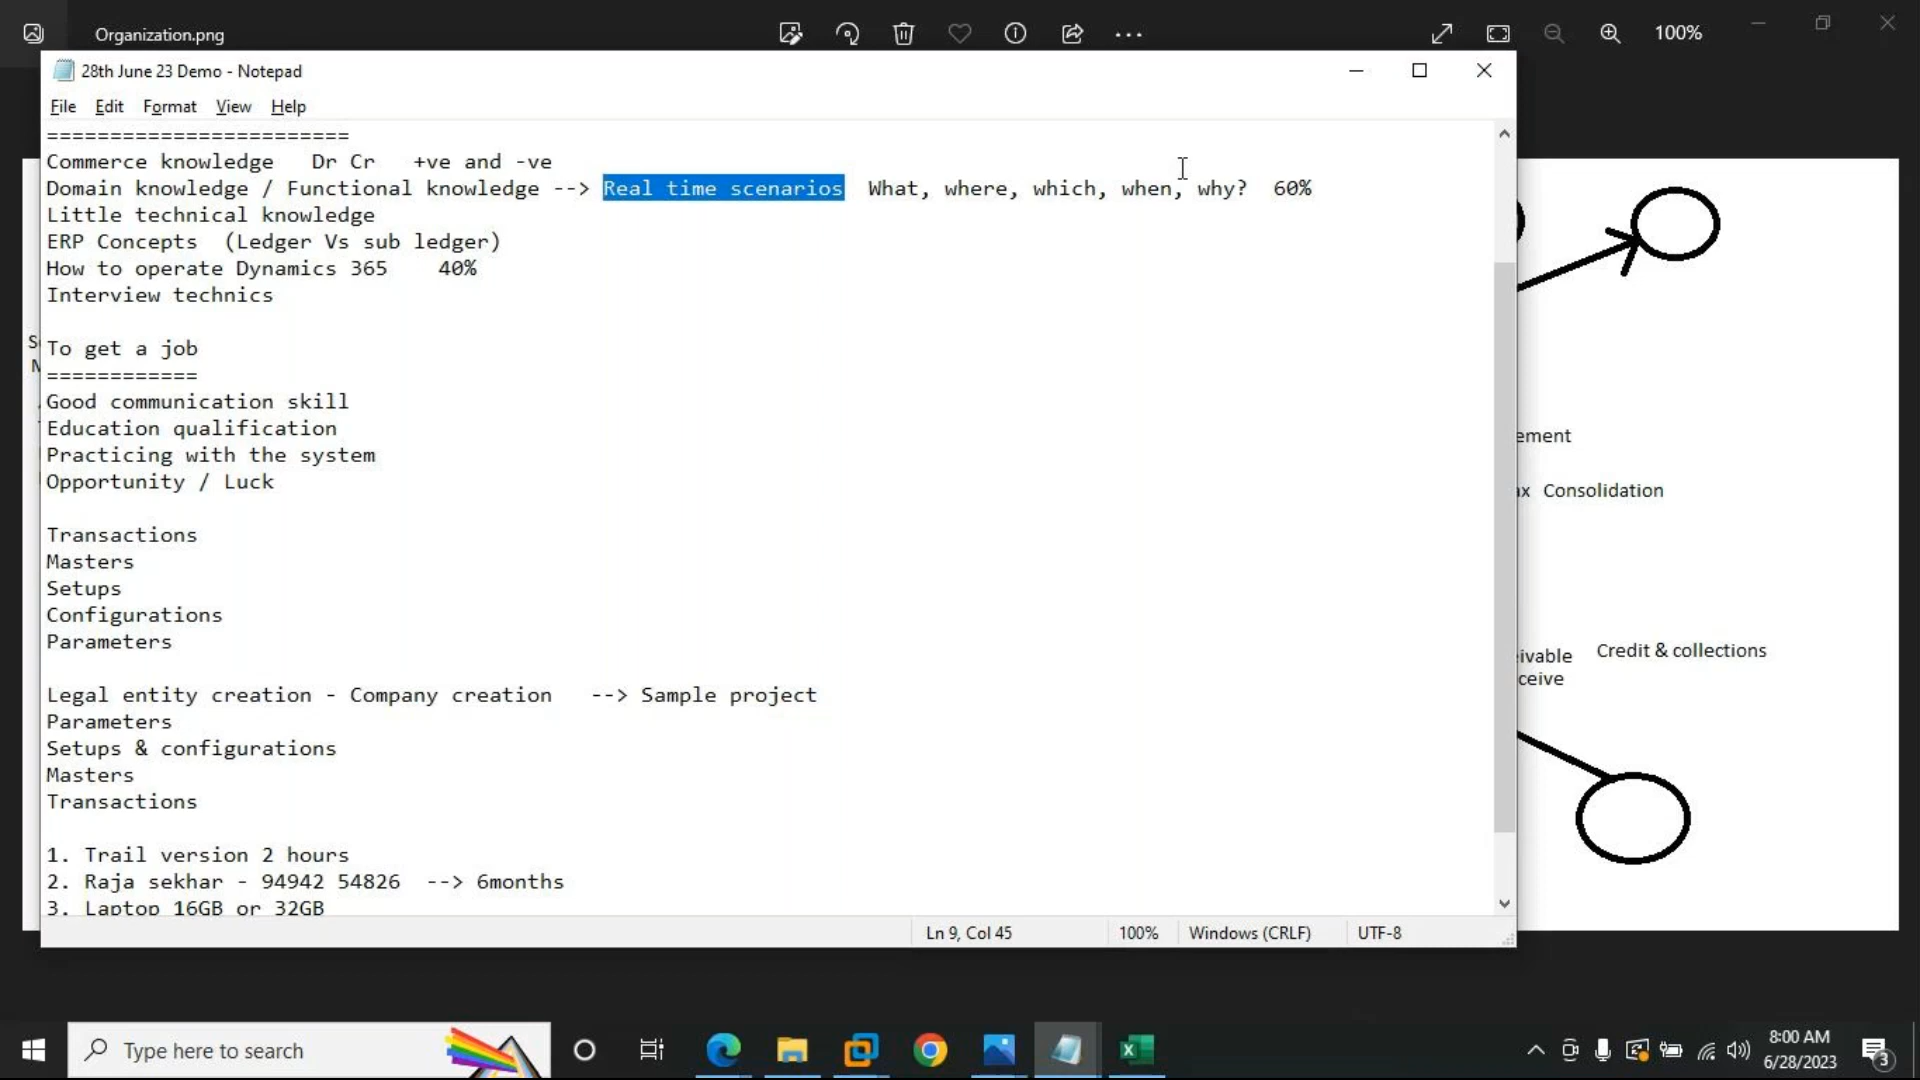 Organization.png
100%
28th June 23 Demo - Notepad
File Edit Format View Help
========================
Commerce knowledge Dr Cr +ve and -ve
Domain knowledge / Functional knowledge --> Real time scenarios What, where, which, when, why? 60%
Little technical knowledge
ERP Concepts (Ledger Vs sub ledger)
How to operate Dynamics 365 40%
Interview technics
To get a job
============
Good communication skill
Education qualification
Practicing with the system
Opportunity / Luck
Transactions
Masters
Setups
Configurations
Parameters
Legal entity creation - Company creation --> Sample project
Parameters
Setups & configurations
Masters
Transactions
1. Trail version 2 hours
2. Raja sekhar - 94942 54826 --> 6months
3. Laptop 16GB or 32GB
Consolidation
Credit & collections
Ln 9, Col 45 100% Windows (CRLF) UTF-8
Type here to search
8:00 AM
6/28/2023
3